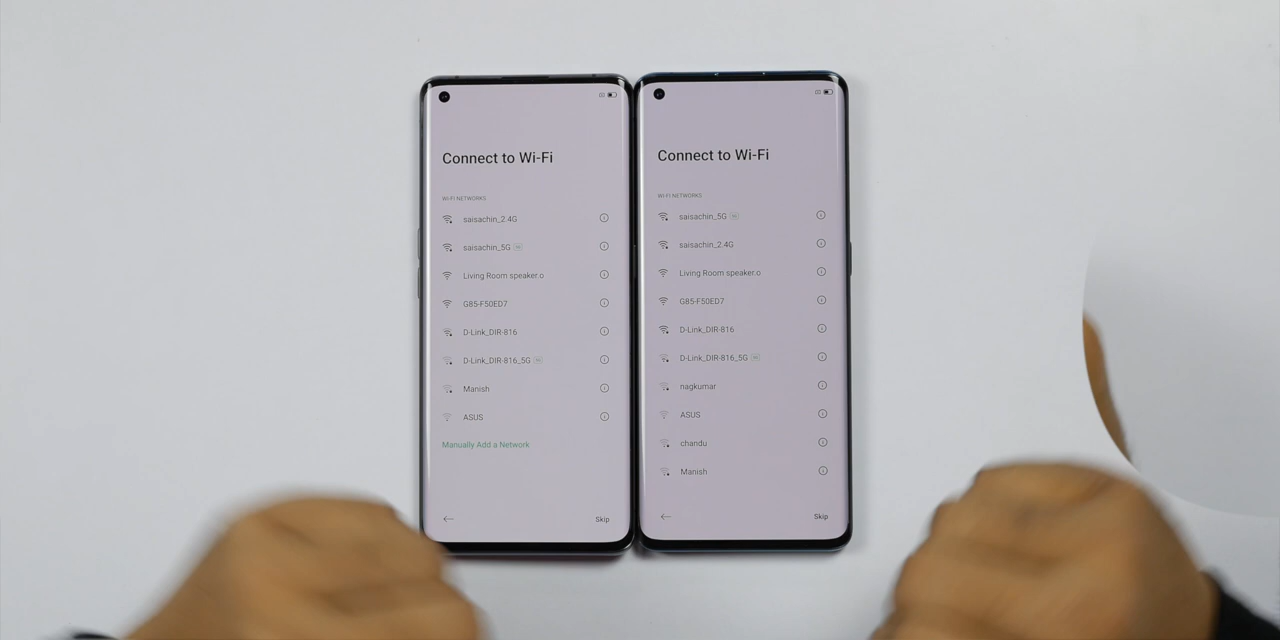 Connect to Wi-Fi
WI-FI NETWORKS
saisachin_2.4G
saisachin_5G
Living Room speaker.o
G85-F50ED7
D-Link_DIR-816
D-Link_DIR-816_5G
Manish
ASUS
Manually Add a Network
Skip
Connect to Wi-Fi
WI-FI NETWORKS
saisachin_5G
saisachin_2.4G
Living Room speaker.o
G85-F50ED7
D-Link_DIR-816
D-Link_DIR-816_5G
nagkumar
ASUS
chandu
Manish
Skip